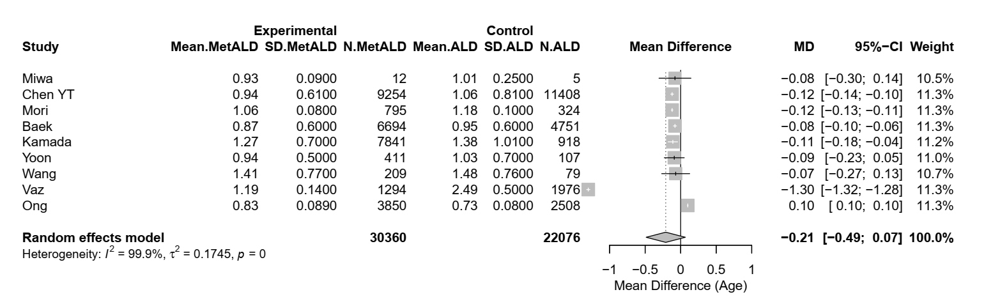 Experimental Control
Study Mean.MetALD SD.MetALD N.MetALD Mean.ALD SD.ALD N.ALD Mean Difference MD 95%−CI Weight
Miwa 0.93 0.0900 12 1.01 0.2500 5 −0.08 [−0.30; 0.14] 10.5%
Chen YT 0.94 0.6100 9254 1.06 0.8100 11408 −0.12 [−0.14; −0.10] 11.3%
Mori 1.06 0.0800 795 1.18 0.1000 324 −0.12 [−0.13; −0.11] 11.3%
Baek 0.87 0.6000 6694 0.95 0.6000 4751 −0.08 [−0.10; −0.06] 11.3%
Kamada 1.27 0.7000 7841 1.38 1.0100 918 −0.11 [−0.18; −0.04] 11.2%
Yoon 0.94 0.5000 411 1.03 0.7000 107 −0.09 [−0.23; 0.05] 11.0%
Wang 1.41 0.7700 209 1.48 0.7600 79 −0.07 [−0.27; 0.13] 10.7%
Vaz 1.19 0.1400 1294 2.49 0.5000 1976 −1.30 [−1.32; −1.28] 11.3%
Ong 0.83 0.0890 3850 0.73 0.0800 2508 0.10 [ 0.10; 0.10] 11.3%
Random effects model 30360 22076 −0.21 [−0.49; 0.07] 100.0%
Heterogeneity: I² = 99.9%, τ² = 0.1745, p = 0
−1 −0.5 0 0.5 1
Mean Difference (Age)